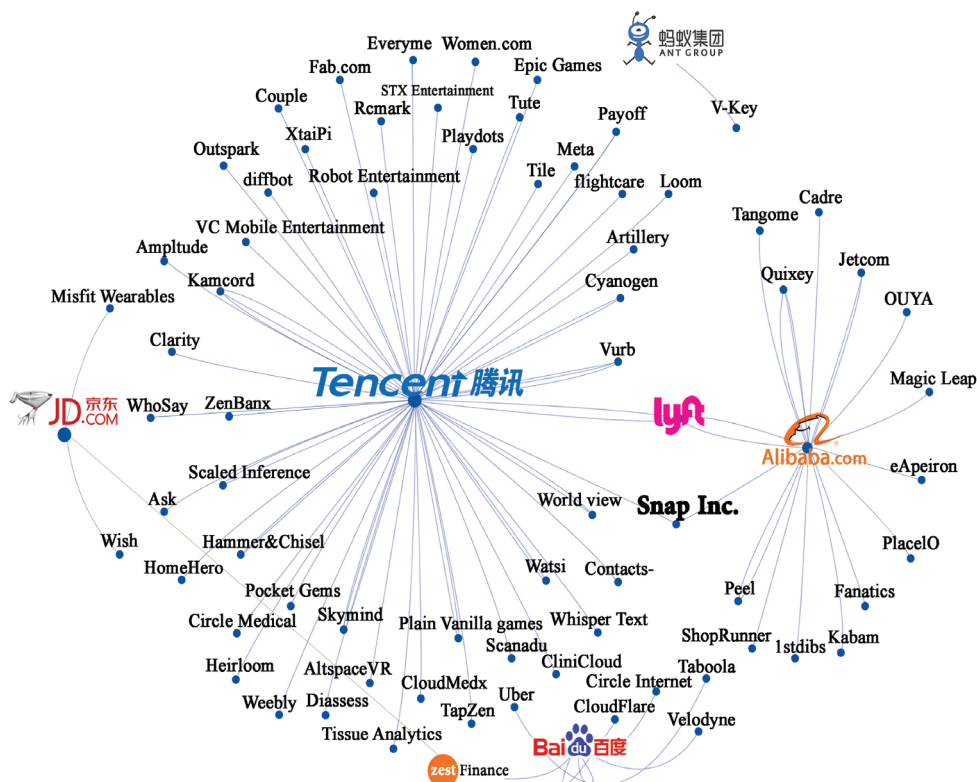 Everyme
Women.com
蚂蚁集团
ANT GROUP
Fab.com
Epic Games
STX Entertainment
Couple
Rcmark
Tute
V-Key
Payoff
XtaiPi
Playdots
Outspark
Meta
diffbot
Robot Entertainment
Tile
flightcare
Loom
Cadre
Tangome
VC Mobile Entertainment
Artillery
Ampltude
Jetcom
Quixey
Kamcord
Cyanogen
Misfit Wearables
OUYA
Clarity
Vurb
Tencent 腾讯
Magic Leap
JD 京东
.COM
WhoSay
ZenBanx
lyft
Alibaba.com
eApeiron
Scaled Inference
Ask
World view
Snap Inc.
Wish
Hammer&Chisel
PlacelO
HomeHero
Watsi
Contacts-
Pocket Gems
Peel
Fanatics
Circle Medical
Skymind
Plain Vanilla games
Whisper Text
ShopRunner
1stdibs
Kabam
Scanadu
Heirloom
AltspaceVR
CliniCloud
Taboola
CloudMedx
Circle Internet
Weebly
Diassess
Uber
TapZen
CloudFlare
Velodyne
Tissue Analytics
Bai du 百度
zest Finance